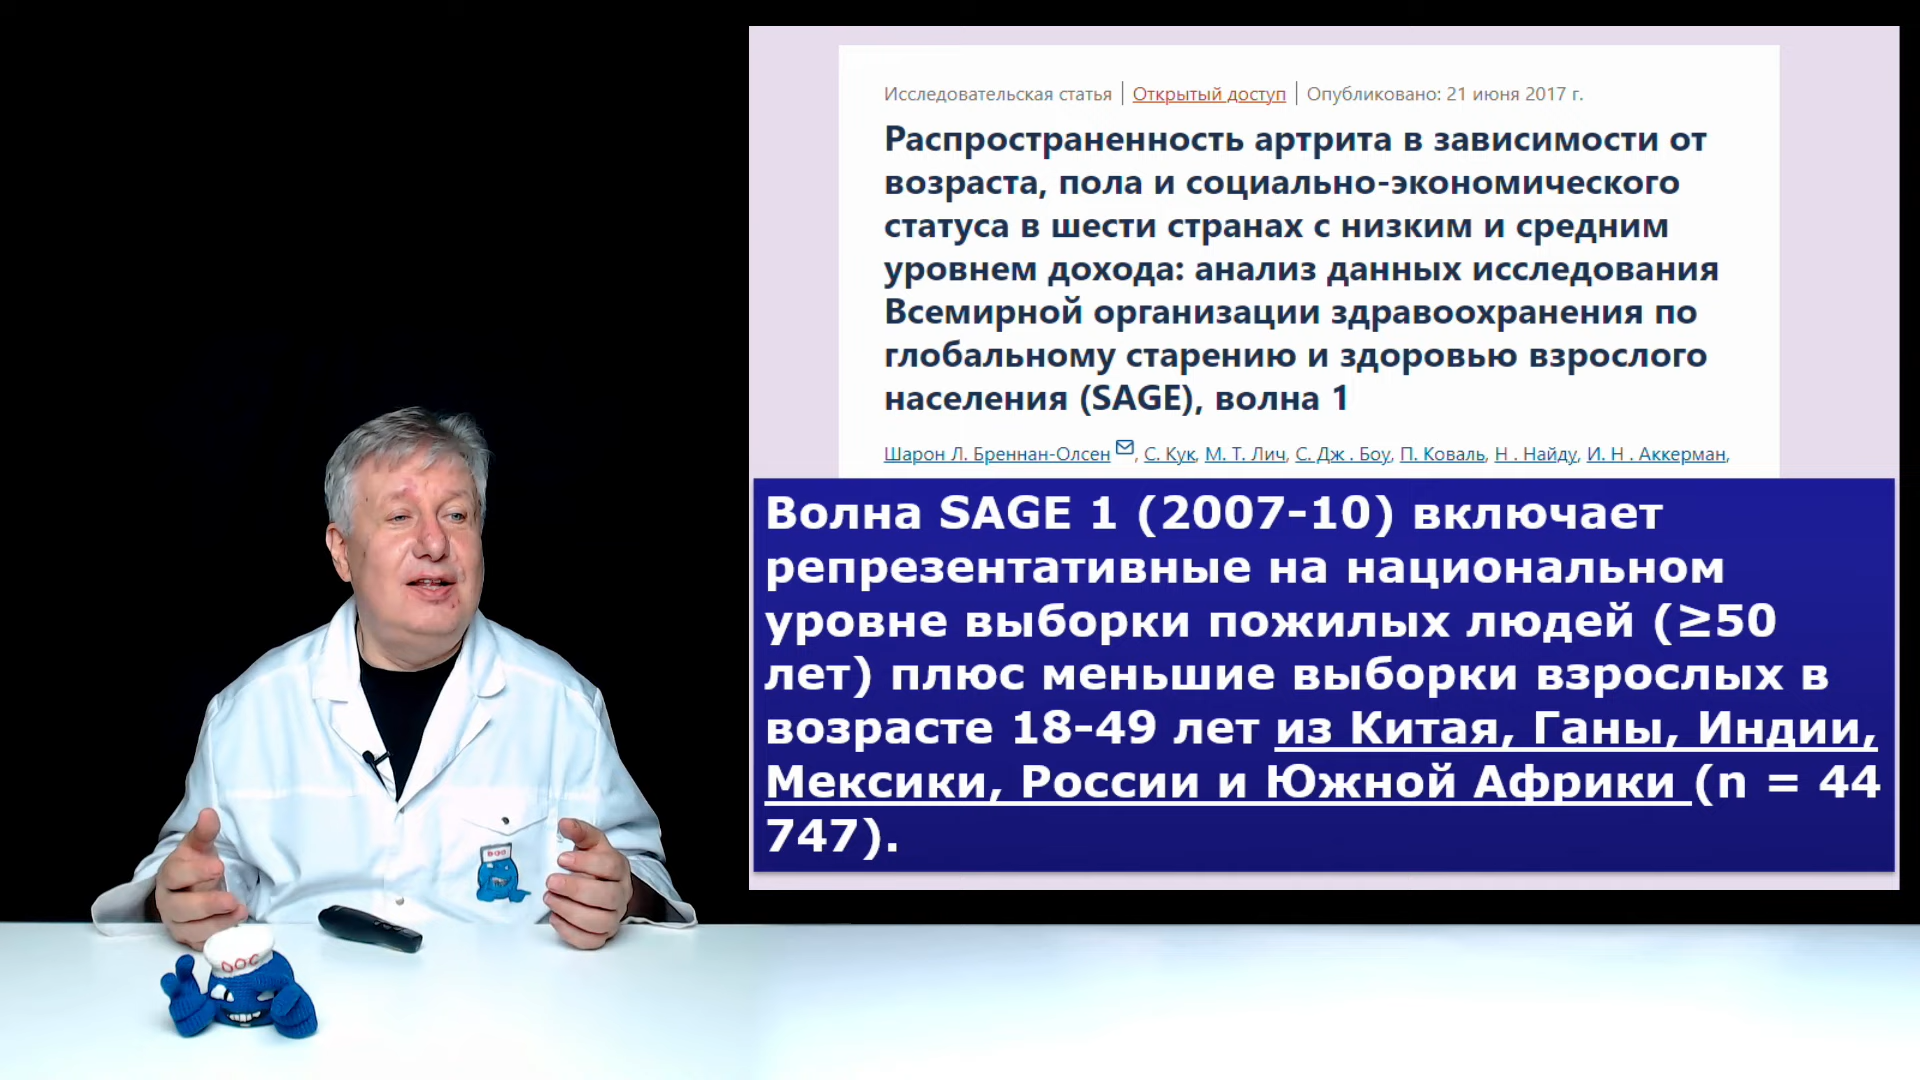 Исследовательская статья | Открытый доступ | Опубликовано: 21 июня 2017 г.
Распространенность артрита в зависимости от
возраста, пола и социально-экономического
статуса в шести странах с низким и средним
уровнем дохода: анализ данных исследования
Всемирной организации здравоохранения по
глобальному старению и здоровью взрослого
населения (SAGE), волна 1
Шарон Л. Бреннан-Олсен, С. Кук, М. Т. Лич, С. Дж . Боу, П. Коваль, Н . Найду, И. Н . Аккерман,
Волна SAGE 1 (2007-10) включает
репрезентативные на национальном
уровне выборки пожилых людей (≥50
лет) плюс меньшие выборки взрослых в
возрасте 18-49 лет из Китая, Ганы, Индии,
Мексики, России и Южной Африки (n = 44
747).
DOC
DOC